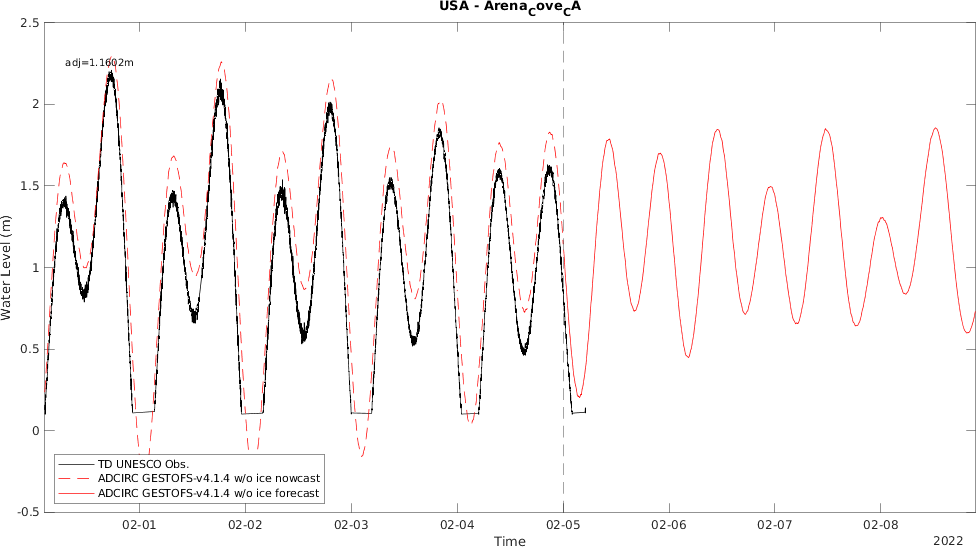 USA - ArenaCoveCA
adj=1.1602m
2.5
2
1.5
1
0.5
0
-0.5
Water Level (m)
TD UNESCO Obs.
ADCIRC GESTOFS-v4.1.4 w/o ice nowcast
ADCIRC GESTOFS-v4.1.4 w/o ice forecast
02-01 02-02 02-03 02-04 02-05 02-06 02-07 02-08
Time
2022